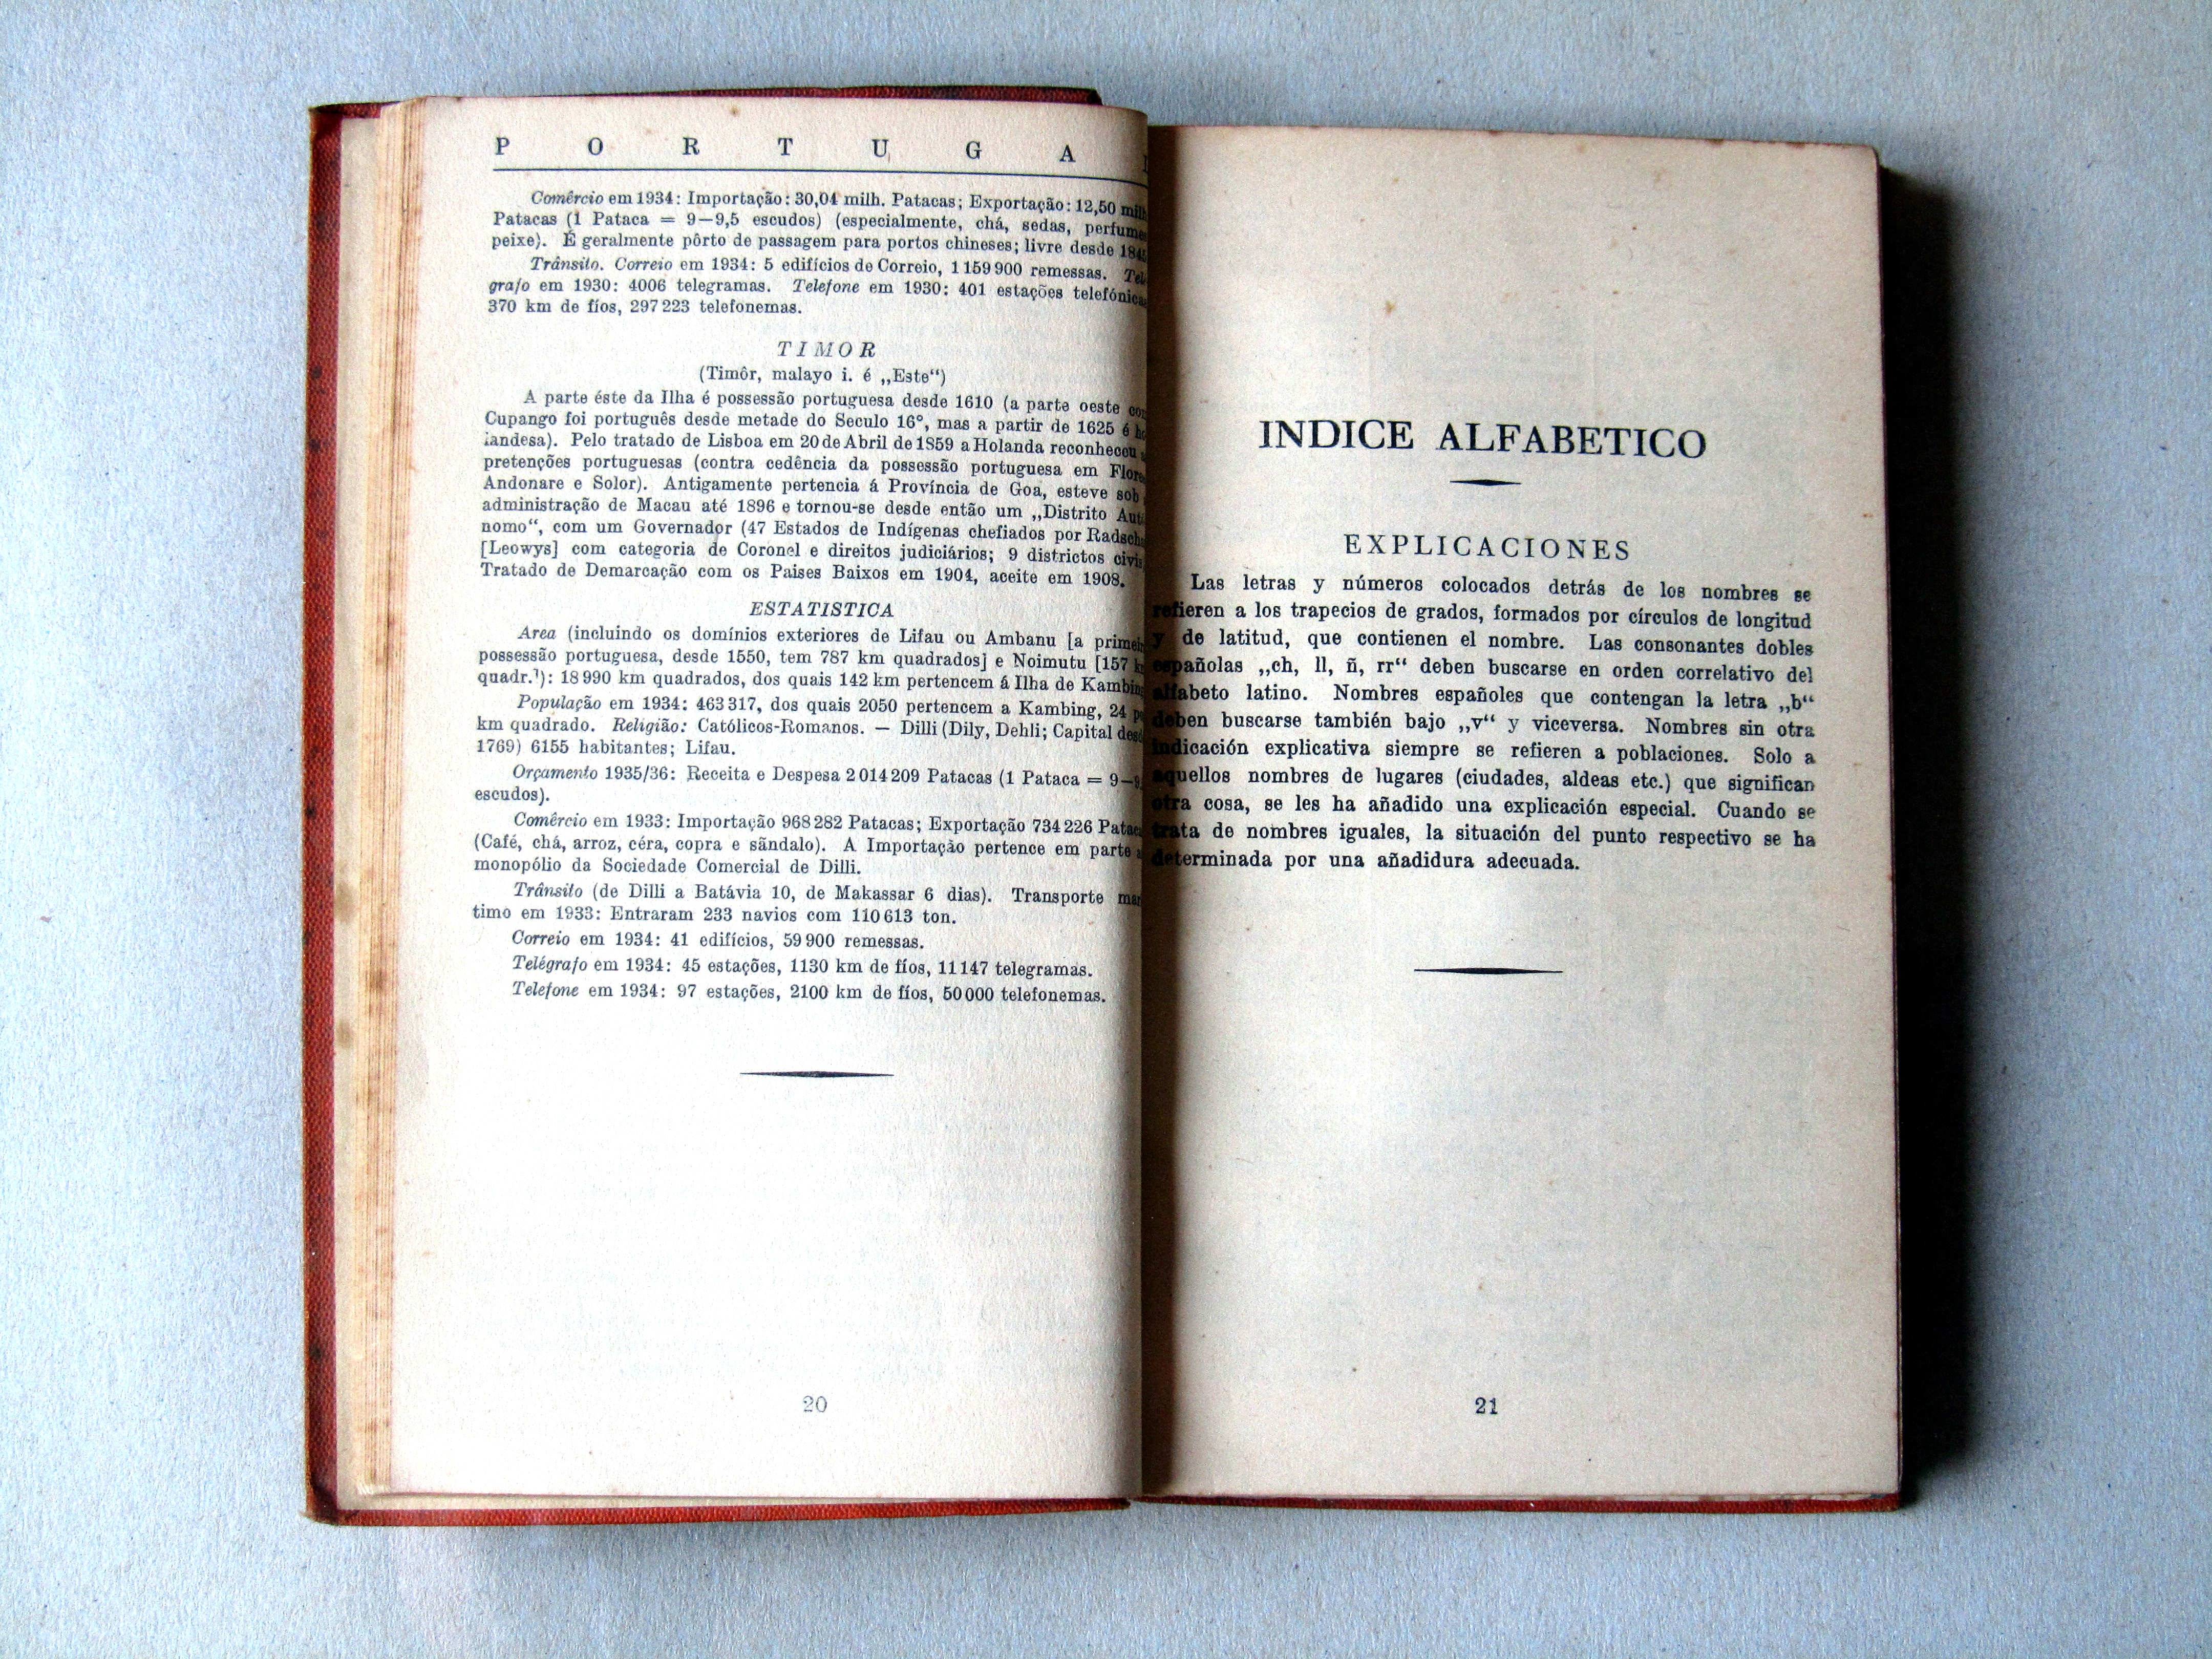 P O R T U G A
Comêrcio em 1934: Importação: 30,04 milh. Patacas; Exportação: 12,50
Patacas (1 Pataca = 9—9,5 escudos) (especialmente, chá, sedas,
peixe). É geralmente pôrto de passagem para portos chineses; livre desde
Trânsito. Correio em 1934: 5 edifícios de Correio, 1 159 900 remessas.
grafo em 1930: 4006 telegramas. Telefone em 1930: 401 estações
370 km de fíos, 297 223 telefonemas.
TIMOR
(Timôr, malayo i. é „Este“)
A parte éste da Ilha é possessão portuguesa desde 1610 (a parte oeste
Cupango foi português desde metade do Seculo 16°, mas a partir de 1625 é
landesa). Pelo tratado de Lisboa em 20 de Abril de 1859 a Holanda reconheceu
pretenções portuguesas (contra cedência da possessão portuguesa em
Andonare e Solor). Antigamente pertencia á Província de Goa, esteve sob
administração de Macau até 1896 e tornou-se desde então um „Distrito
nomo“, com um Governador (47 Estados de Indígenas chefiados por
[Leowys] com categoria de Coronel e direitos judiciários; 9 districtos
Tratado de Demarcação com os Paises Baixos em 1904, aceite em 1908.
ESTATISTICA
Area (incluindo os domínios exteriores de Lifau ou Ambanu [a
possessão portuguesa, desde 1550, tem 787 km quadrados] e Noimutu [157
quadr.¹): 18 990 km quadrados, dos quais 142 km pertencem á Ilha de
População em 1934: 463 317, dos quais 2050 pertencem a Kambing, 24
km quadrado. Religião: Católicos-Romanos. — Dilli (Dily, Dehli; Capital
1769) 6155 habitantes; Lifau.
Orçamento 1935/36: Receita e Despesa 2 014 209 Patacas (1 Pataca =
escudos).
Comêrcio em 1933: Importação 968 282 Patacas; Exportação 734 226
(Café, chá, arroz, céra, copra e sãndalo). A Importação pertence em parte
monopólio da Sociedade Comercial de Dilli.
Trânsito (de Dilli a Batávia 10, de Makassar 6 dias). Transporte
timo em 1933: Entraram 233 navios com 110 613 ton.
Correio em 1934: 41 edifícios, 59 900 remessas.
Telégrafo em 1934: 45 estações, 1130 km de fíos, 11 147 telegramas.
Telefone em 1934: 97 estações, 2100 km de fíos, 50 000 telefonemas.
20
INDICE ALFABETICO
EXPLICACIONES
Las letras y números colocados detrás de los nombres se
refieren a los trapecios de grados, formados por círculos de longitud
y de latitud, que contienen el nombre. Las consonantes dobles
españolas „ch, ll, ñ, rr“ deben buscarse en orden correlativo del
alfabeto latino. Nombres españoles que contengan la letra „b“
deben buscarse también bajo „v“ y viceversa. Nombres sin otra
indicación explicativa siempre se refieren a poblaciones. Solo a
aquellos nombres de lugares (ciudades, aldeas etc.) que significan
otra cosa, se les ha añadido una explicación especial. Cuando se
trata de nombres iguales, la situación del punto respectivo se ha
determinada por una añadidura adecuada.
21